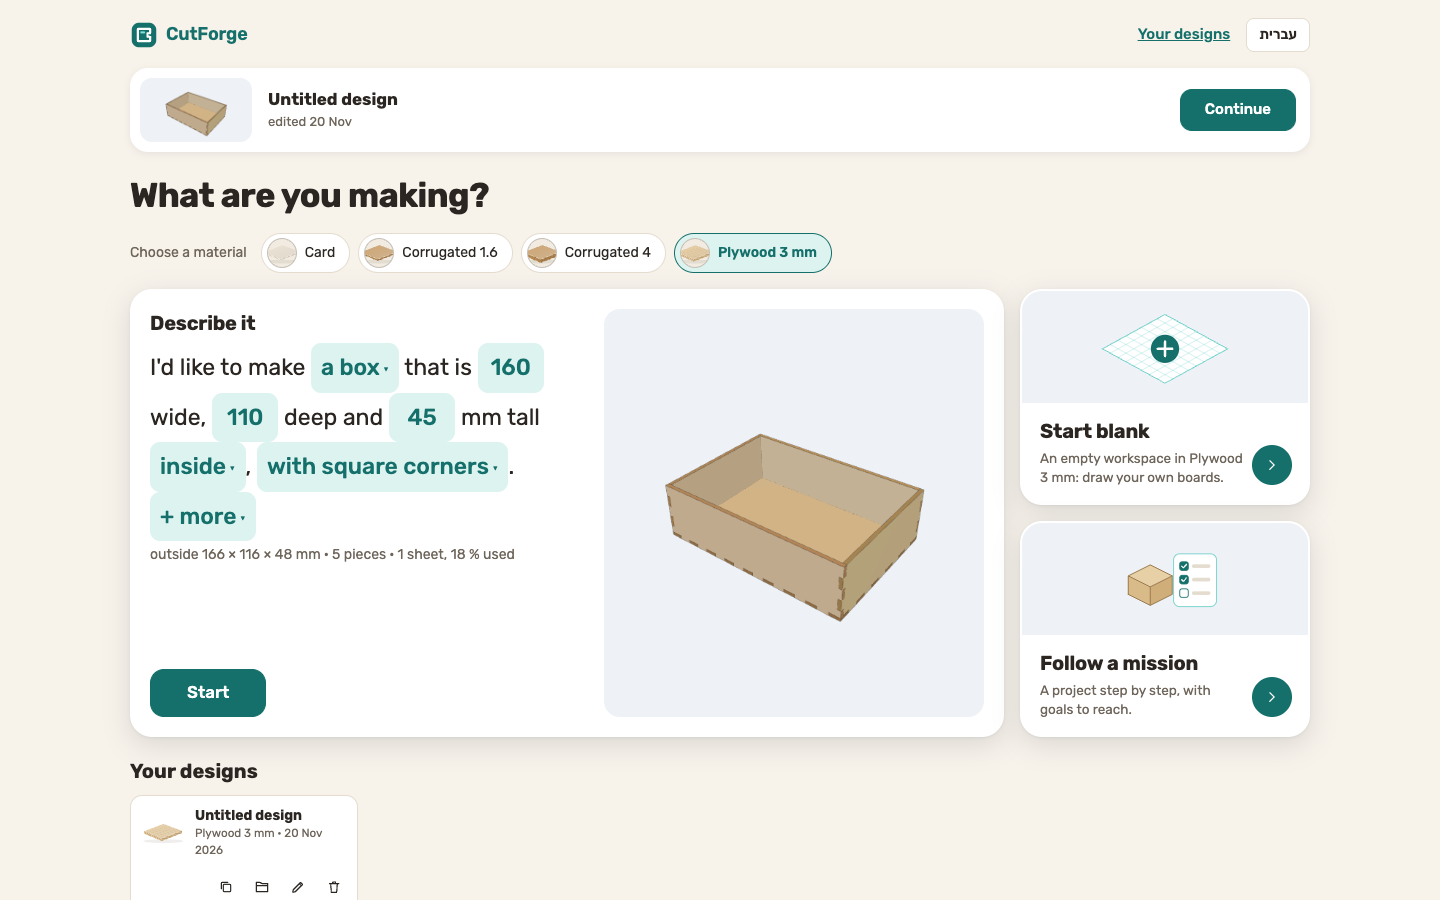 CutForge
Your designs
עברית
Untitled design
edited 20 Nov
Continue
What are you making?
Choose a material
Card
Corrugated 1.6
Corrugated 4
Plywood 3 mm
Describe it
I'd like to make a box that is 160
wide, 110 deep and 45 mm tall
inside , with square corners .
+ more
outside 166 × 116 × 48 mm • 5 pieces • 1 sheet, 18 % used
Start
Start blank
An empty workspace in Plywood
3 mm: draw your own boards.
Follow a mission
A project step by step, with
goals to reach.
Your designs
Untitled design
Plywood 3 mm • 20 Nov
2026